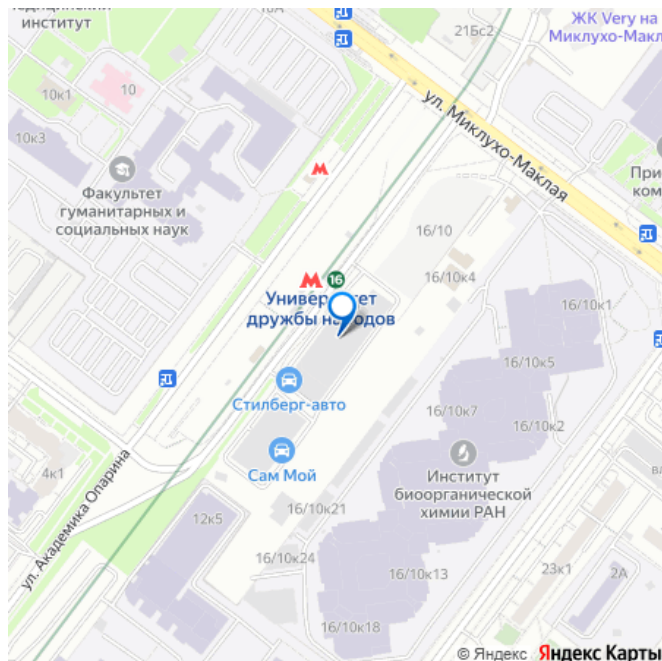 институт
18А
21Бс2
ЖК Very на
Миклухо-Макл
10к1
10
10к3
ул. Миклухо-Маклая
Факультет
гуманитарных и
социальных наук
При
ком
16/10
16/10к4
16
Университет
дружбы народов
16/10к1
16/10к5
Стилберг-авто
16/10к7
16/10к2
Сам Мой
Институт
биоорганической
химии РАН
4к1
ул. Академика Опарина
12к5
16/10к21
16/10к24
16/10к13
23к1
2А
16/10к18
© Яндекс Яндекс Карты